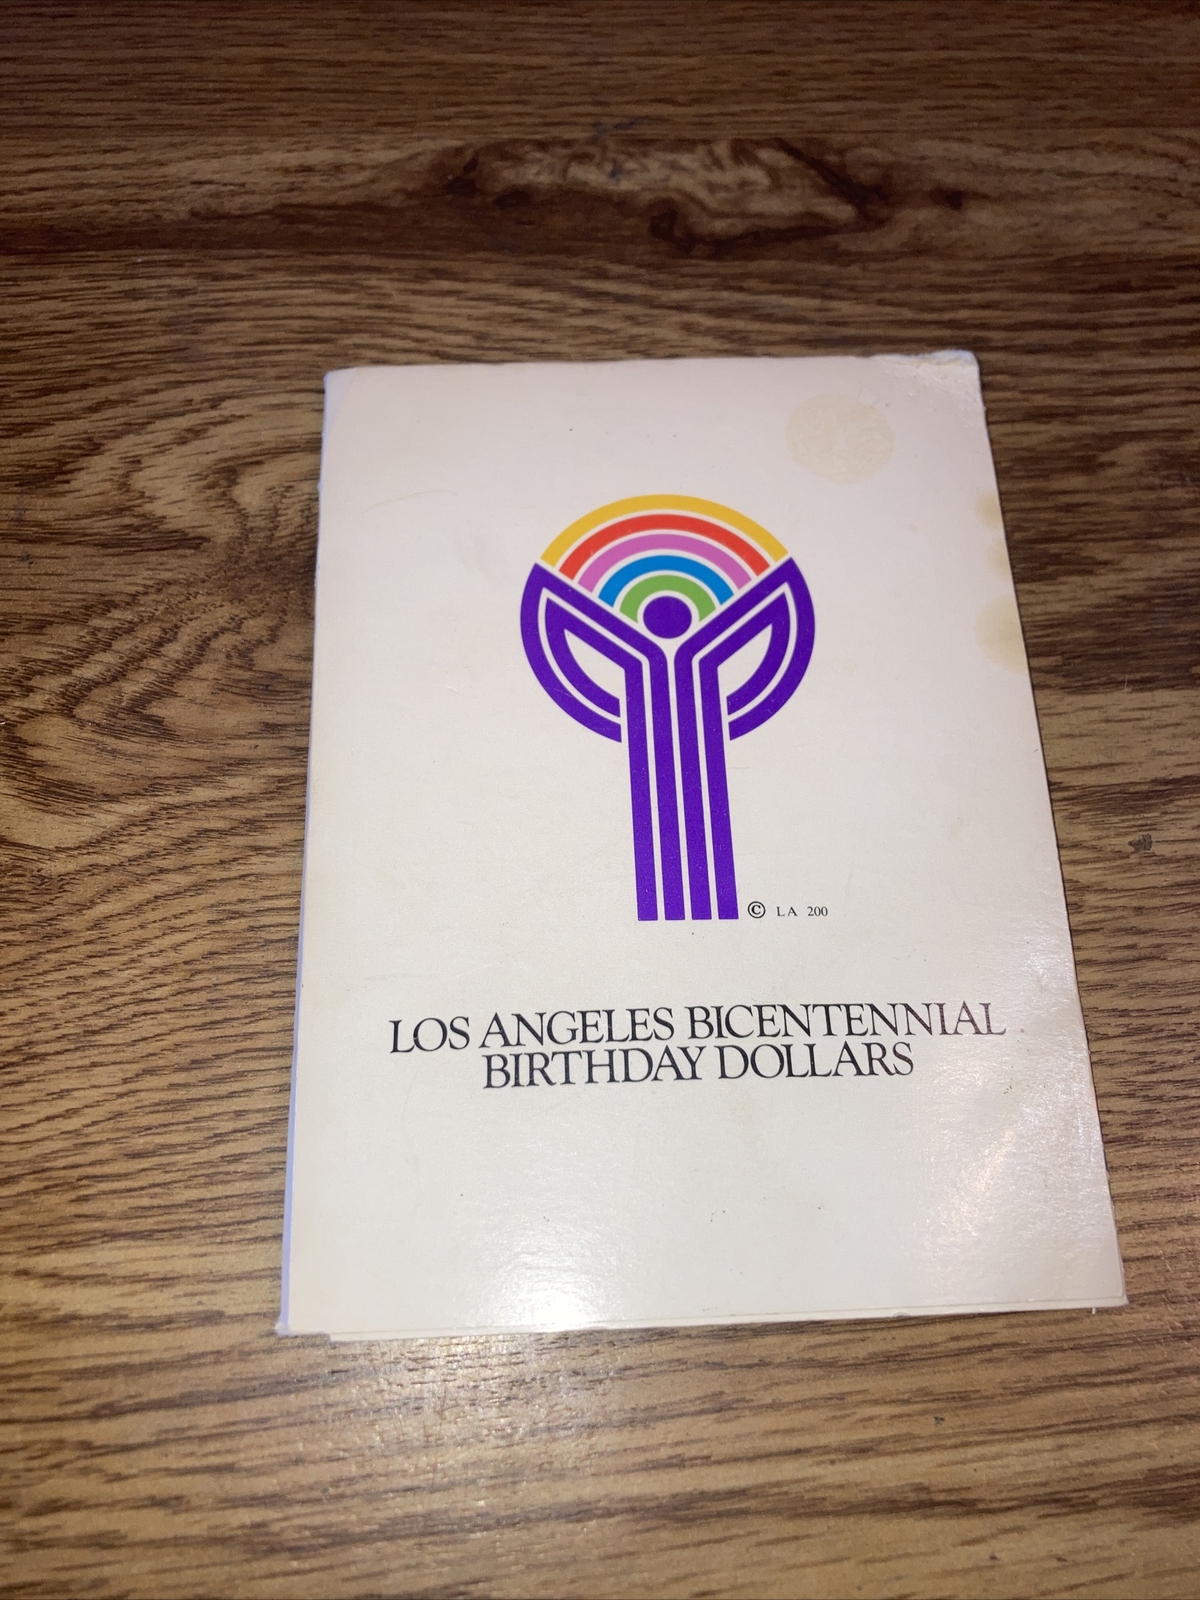 © LA 200
LOS ANGELES BICENTENNIAL
BIRTHDAY DOLLARS